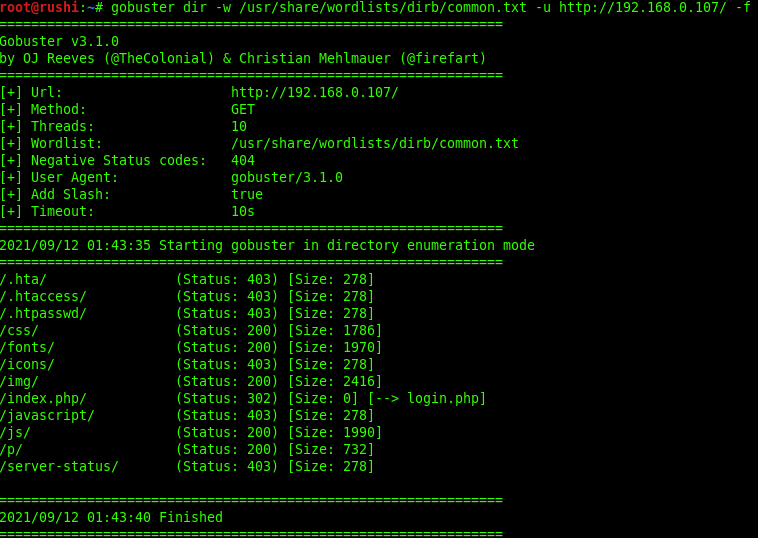 root@rushi:~# gobuster dir -w /usr/share/wordlists/dirb/common.txt -u http://192.168.0.107/ -f
===============================================================
Gobuster v3.1.0
by OJ Reeves (@TheColonial) & Christian Mehlmauer (@firefart)
===============================================================
[+] Url:                     http://192.168.0.107/
[+] Method:                  GET
[+] Threads:                 10
[+] Wordlist:                /usr/share/wordlists/dirb/common.txt
[+] Negative Status codes:   404
[+] User Agent:              gobuster/3.1.0
[+] Add Slash:               true
[+] Timeout:                 10s
===============================================================
2021/09/12 01:43:35 Starting gobuster in directory enumeration mode
===============================================================
/.hta/                (Status: 403) [Size: 278]
/.htaccess/           (Status: 403) [Size: 278]
/.htpasswd/           (Status: 403) [Size: 278]
/css/                 (Status: 200) [Size: 1786]
/fonts/               (Status: 200) [Size: 1970]
/icons/               (Status: 403) [Size: 278]
/img/                 (Status: 200) [Size: 2416]
/index.php/           (Status: 302) [Size: 0] [--> login.php]
/javascript/          (Status: 403) [Size: 278]
/js/                  (Status: 200) [Size: 1990]
/p/                   (Status: 200) [Size: 732]
/server-status/       (Status: 403) [Size: 278]
===============================================================
2021/09/12 01:43:40 Finished
===============================================================